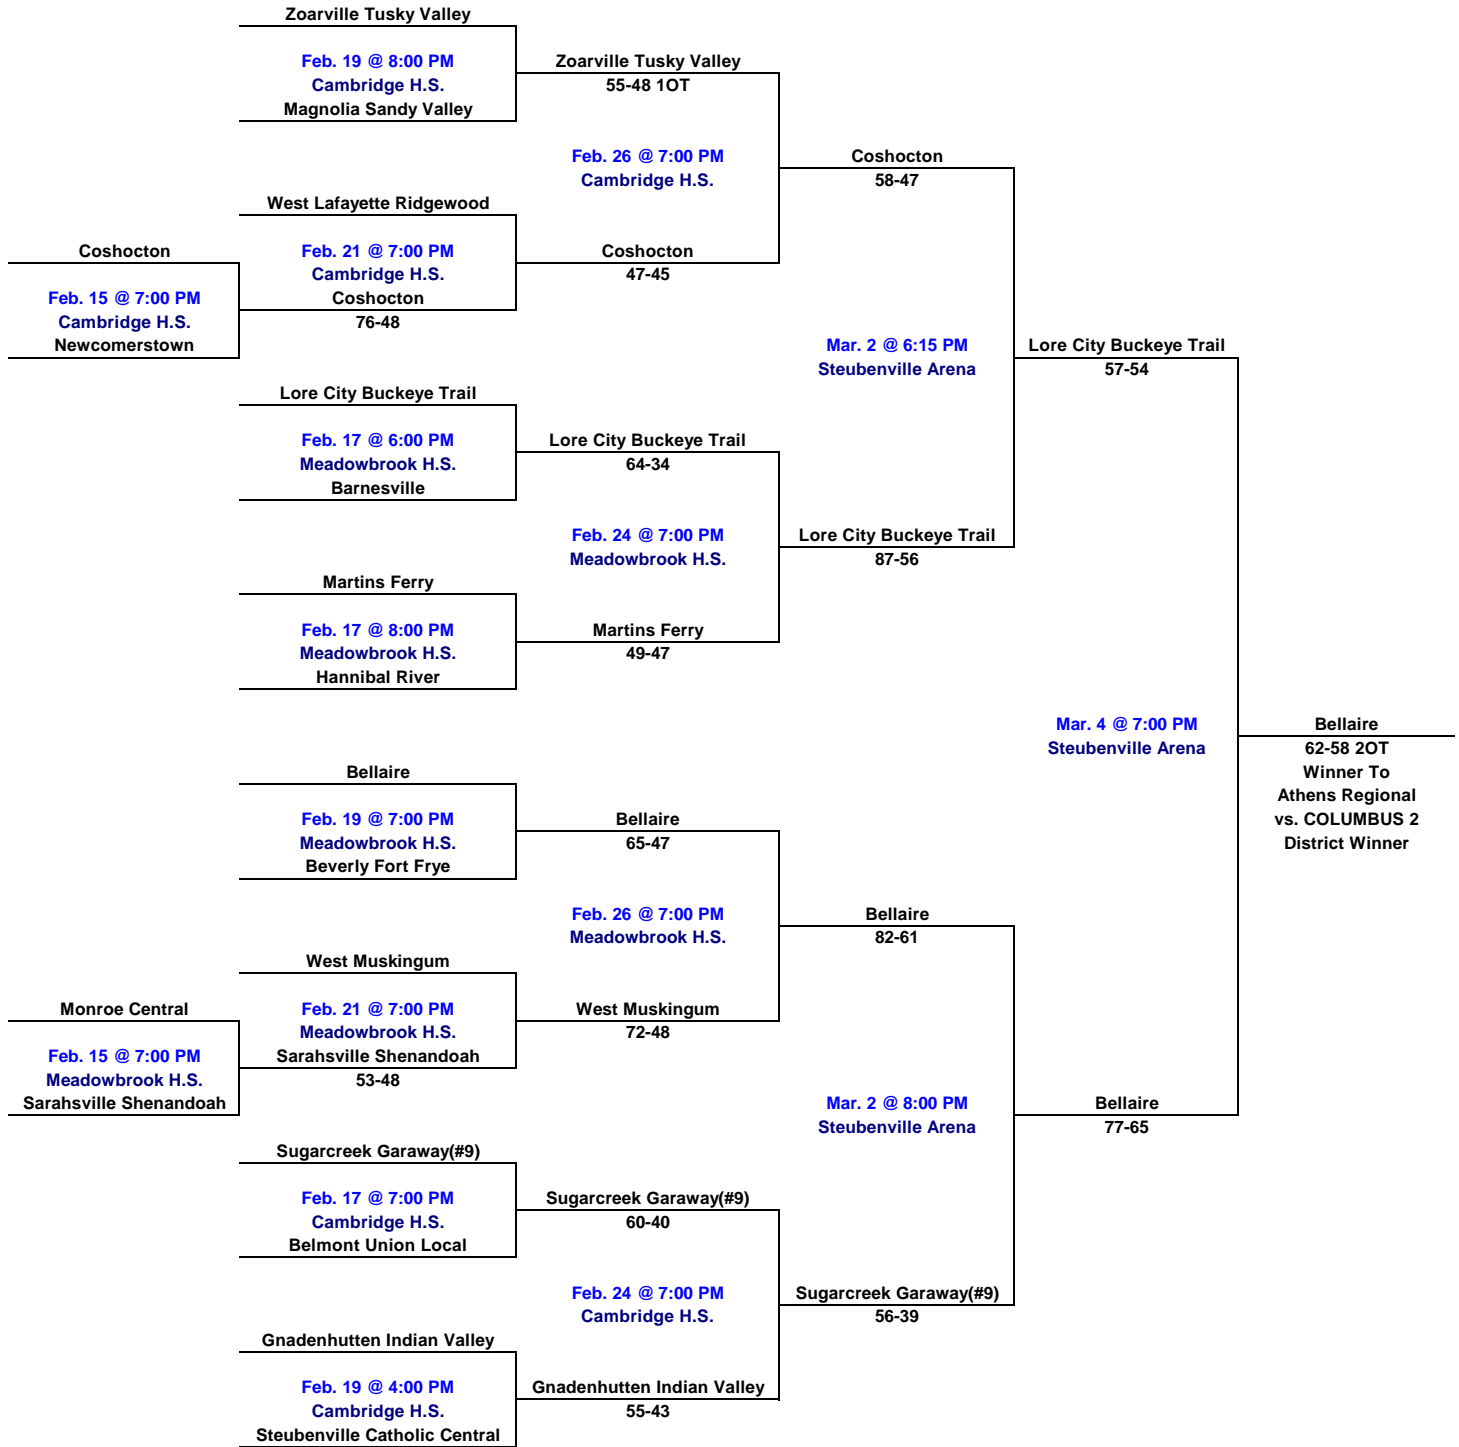 Zoarville Tusky Valley
Feb. 19 @ 8:00 PM
Cambridge H.S.
Magnolia Sandy Valley
Zoarville Tusky Valley
55-48 1OT
Feb. 26 @ 7:00 PM
Cambridge H.S.
Coshocton
58-47
West Lafayette Ridgewood
Feb. 21 @ 7:00 PM
Cambridge H.S.
Coshocton
76-48
Coshocton
47-45
Coshocton
Feb. 15 @ 7:00 PM
Cambridge H.S.
Newcomerstown
Mar. 2 @ 6:15 PM
Steubenville Arena
Lore City Buckeye Trail
57-54
Lore City Buckeye Trail
Feb. 17 @ 6:00 PM
Meadowbrook H.S.
Barnesville
Lore City Buckeye Trail
64-34
Feb. 24 @ 7:00 PM
Meadowbrook H.S.
Lore City Buckeye Trail
87-56
Martins Ferry
Feb. 17 @ 8:00 PM
Meadowbrook H.S.
Hannibal River
Martins Ferry
49-47
Mar. 4 @ 7:00 PM
Steubenville Arena
Bellaire
62-58 2OT
Winner To
Athens Regional
vs. COLUMBUS 2
District Winner
Bellaire
Feb. 19 @ 7:00 PM
Meadowbrook H.S.
Beverly Fort Frye
Bellaire
65-47
Feb. 26 @ 7:00 PM
Meadowbrook H.S.
Bellaire
82-61
West Muskingum
Feb. 21 @ 7:00 PM
Meadowbrook H.S.
Sarahsville Shenandoah
53-48
West Muskingum
72-48
Monroe Central
Feb. 15 @ 7:00 PM
Meadowbrook H.S.
Sarahsville Shenandoah
Mar. 2 @ 8:00 PM
Steubenville Arena
Bellaire
77-65
Sugarcreek Garaway(#9)
Feb. 17 @ 7:00 PM
Cambridge H.S.
Belmont Union Local
Sugarcreek Garaway(#9)
60-40
Feb. 24 @ 7:00 PM
Cambridge H.S.
Sugarcreek Garaway(#9)
56-39
Gnadenhutten Indian Valley
Feb. 19 @ 4:00 PM
Cambridge H.S.
Steubenville Catholic Central
Gnadenhutten Indian Valley
55-43